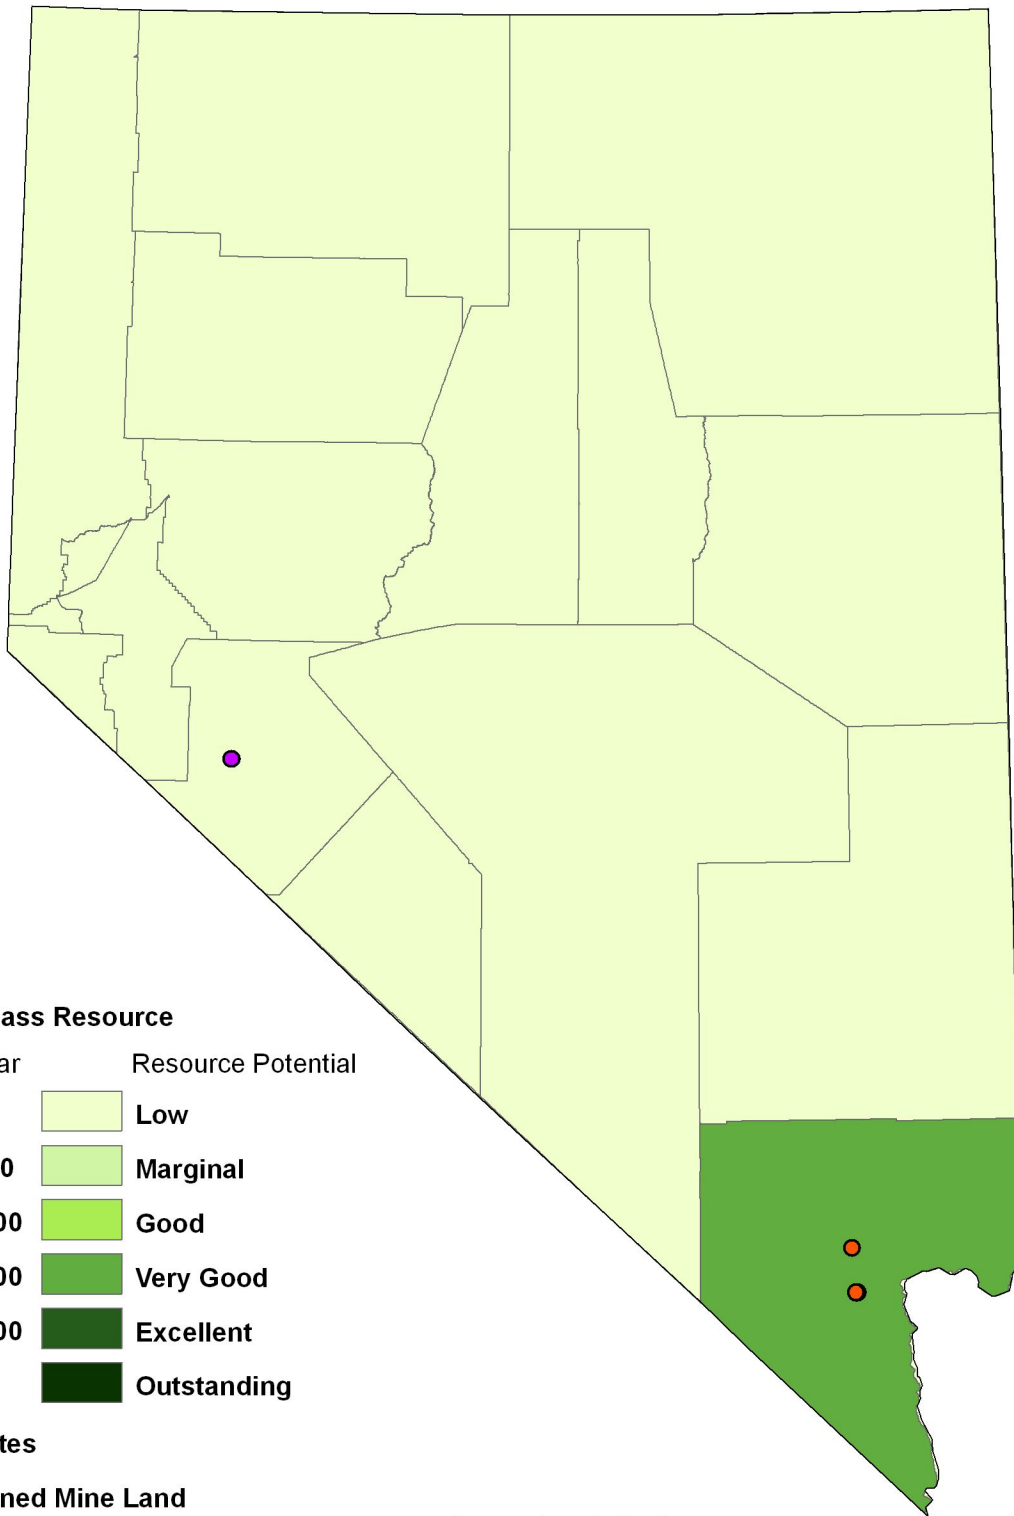 ass Resource
ar Resource Potential
Low
0 Marginal
00 Good
00 Very Good
00 Excellent
Outstanding
tes
ned Mine Land